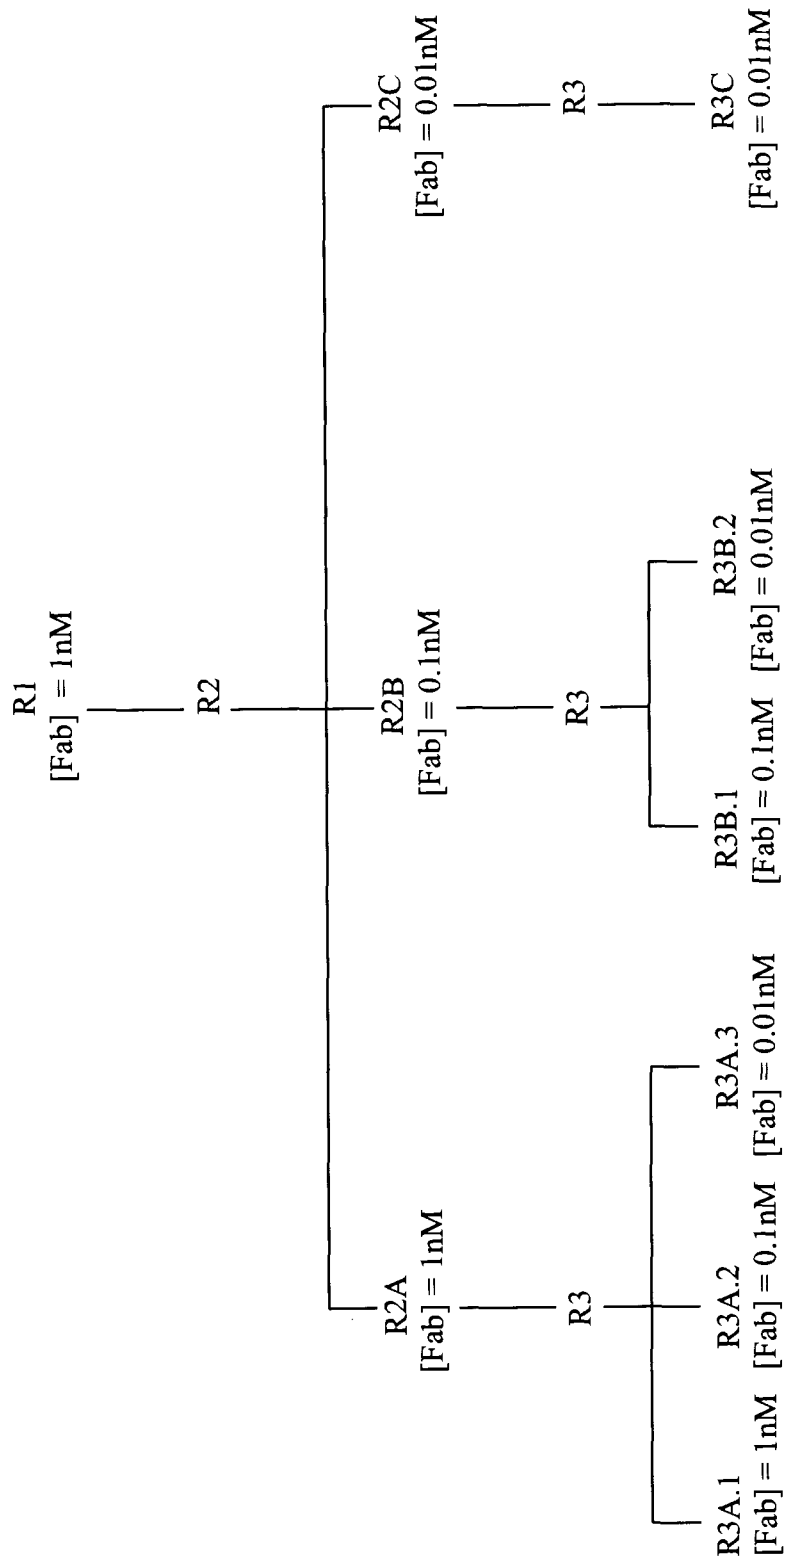 R1
[Fab] = 1nM
R2
R2A
[Fab] = 1nM
R2B
[Fab] = 0.1nM
R2C
[Fab] = 0.01nM
R3
R3
R3
R3A.1
[Fab] = 1nM
R3A.2
[Fab] = 0.1nM
R3A.3
[Fab] = 0.01nM
R3B.1
[Fab] = 0.1nM
R3B.2
[Fab] = 0.01nM
R3C
[Fab] = 0.01nM